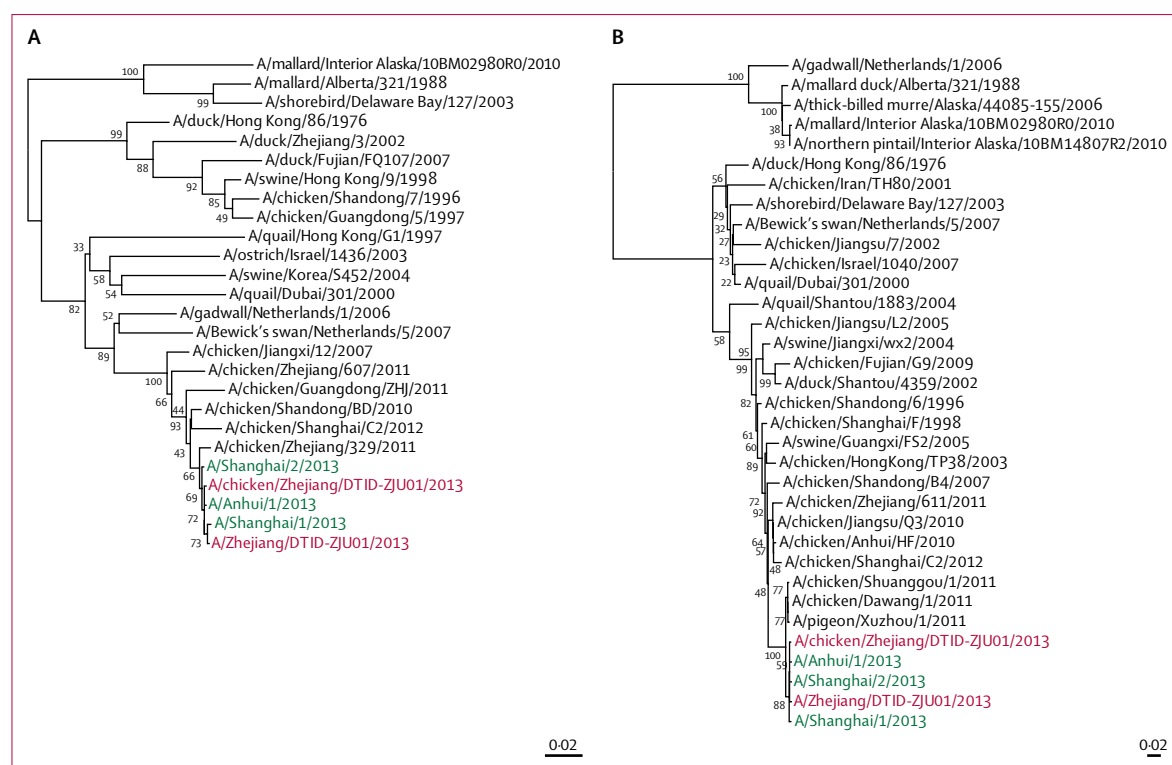 A
A/mallard/Interior Alaska/10BM02980R0/2010
100
A/mallard/Alberta/321/1988
99
A/shorebird/Delaware Bay/127/2003
A/duck/Hong Kong/86/1976
99
A/duck/Zhejiang/3/2002
88
A/duck/Fujian/FQ107/2007
92
A/swine/Hong Kong/9/1998
85
A/chicken/Shandong/7/1996
49
A/chicken/Guangdong/5/1997
A/quail/Hong Kong/G1/1997
33
A/ostrich/Israel/1436/2003
58
A/swine/Korea/S452/2004
54
A/quail/Dubai/301/2000
82
A/gadwall/Netherlands/1/2006
52
A/Bewick's swan/Netherlands/5/2007
89
A/chicken/Jiangxi/12/2007
100
A/chicken/Zhejiang/607/2011
66
A/chicken/Guangdong/ZHJ/2011
44
A/chicken/Shandong/BD/2010
93
A/chicken/Shanghai/C2/2012
43
A/chicken/Zhejiang/329/2011
A/Shanghai/2/2013
66
A/chicken/Zhejiang/DTID-ZJU01/2013
69
A/Anhui/1/2013
72
A/Shanghai/1/2013
73
A/Zhejiang/DTID-ZJU01/2013
0·02
B
A/gadwall/Netherlands/1/2006
100
A/mallard duck/Alberta/321/1988
100
A/thick-billed murre/Alaska/44085-155/2006
38
A/mallard/Interior Alaska/10BM02980R0/2010
93
A/northern pintail/Interior Alaska/10BM14807R2/2010
A/duck/Hong Kong/86/1976
56
A/chicken/Iran/TH80/2001
A/shorebird/Delaware Bay/127/2003
29
A/Bewick's swan/Netherlands/5/2007
32
A/chicken/Jiangsu/7/2002
27
A/chicken/Israel/1040/2007
23
A/quail/Dubai/301/2000
22
A/quail/Shantou/1883/2004
58
A/chicken/Jiangsu/L2/2005
A/swine/Jiangxi/wx2/2004
95
A/chicken/Fujian/G9/2009
99
A/duck/Shantou/4359/2002
99
A/chicken/Shandong/6/1996
82
A/chicken/Shanghai/F/1998
61
A/swine/Guangxi/FS2/2005
60
A/chicken/HongKong/TP38/2003
89
A/chicken/Shandong/B4/2007
A/chicken/Zhejiang/611/2011
72
A/chicken/Jiangsu/Q3/2010
92
A/chicken/Anhui/HF/2010
64
57
A/chicken/Shanghai/C2/2012
48
A/chicken/Shuanggou/1/2011
77
48
A/chicken/Dawang/1/2011
A/pigeon/Xuzhou/1/2011
77
A/chicken/Zhejiang/DTID-ZJU01/2013
100
A/Anhui/1/2013
59
A/Shanghai/2/2013
A/Zhejiang/DTID-ZJU01/2013
88
A/Shanghai/1/2013
0·02